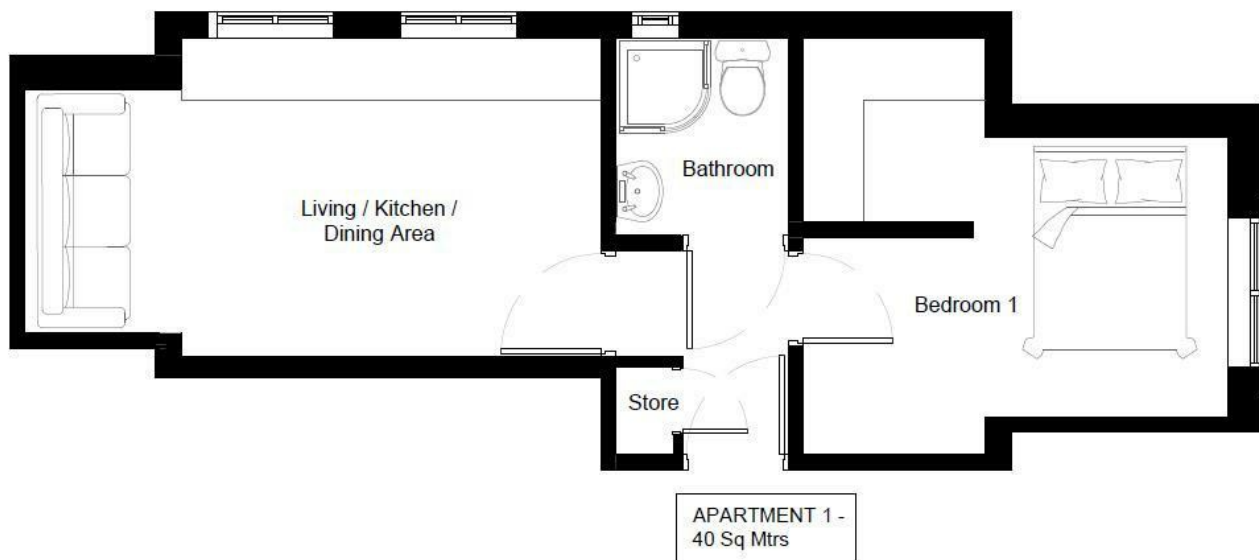 Living / Kitchen /
Dining Area
Bathroom
Bedroom 1
Store
APARTMENT 1 -
40 Sq Mtrs